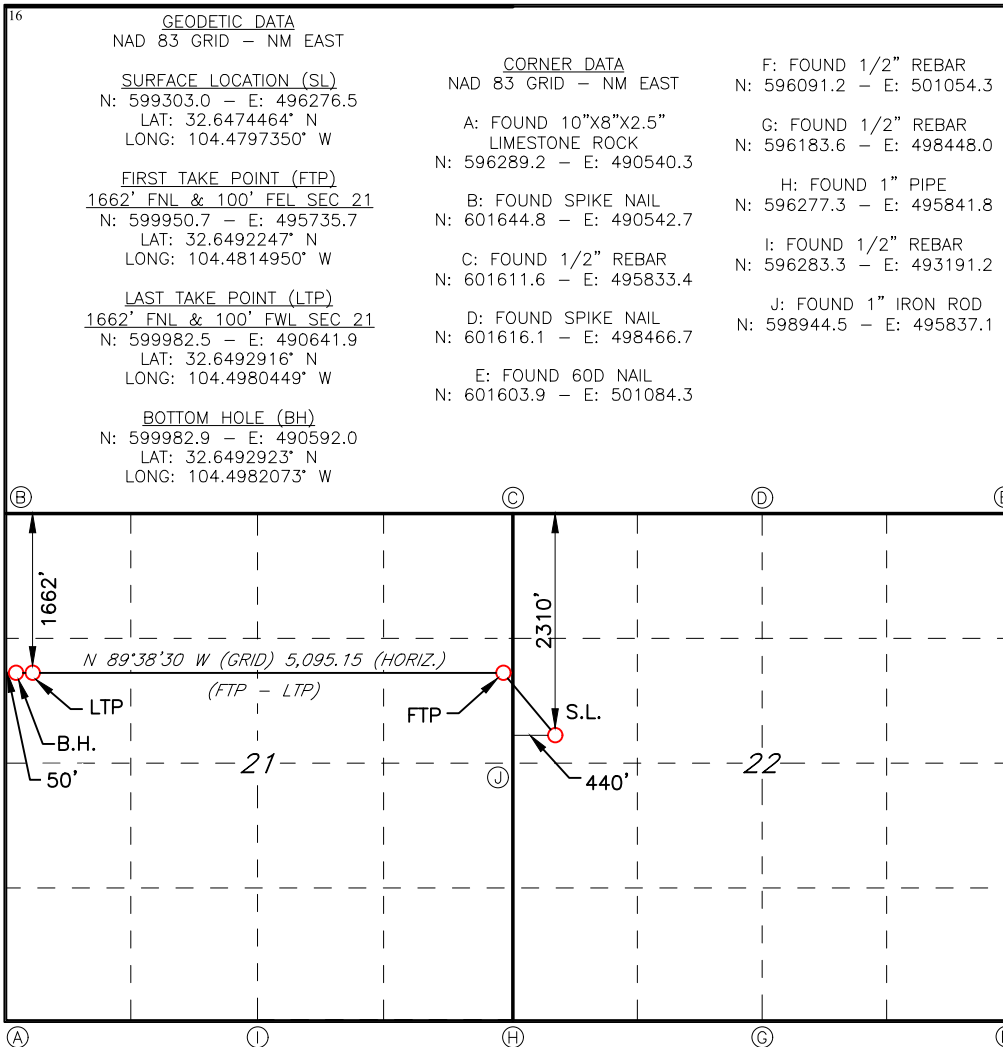 16
GEODETIC DATA
NAD 83 GRID – NM EAST
SURFACE LOCATION (SL)
N: 599303.0 – E: 496276.5
LAT: 32.6474464° N
LONG: 104.4797350° W
FIRST TAKE POINT (FTP)
1662' FNL & 100' FEL SEC 21
N: 599950.7 – E: 495735.7
LAT: 32.6492247° N
LONG: 104.4814950° W
LAST TAKE POINT (LTP)
1662' FNL & 100' FWL SEC 21
N: 599982.5 – E: 490641.9
LAT: 32.6492916° N
LONG: 104.4980449° W
BOTTOM HOLE (BH)
N: 599982.9 – E: 490592.0
LAT: 32.6492923° N
LONG: 104.4982073° W
CORNER DATA
NAD 83 GRID – NM EAST
A: FOUND 10"X8"X2.5"
LIMESTONE ROCK
N: 596289.2 – E: 490540.3
B: FOUND SPIKE NAIL
N: 601644.8 – E: 490542.7
C: FOUND 1/2" REBAR
N: 601611.6 – E: 495833.4
D: FOUND SPIKE NAIL
N: 601616.1 – E: 498466.7
E: FOUND 60D NAIL
N: 601603.9 – E: 501084.3
F: FOUND 1/2" REBAR
N: 596091.2 – E: 501054.3
G: FOUND 1/2" REBAR
N: 596183.6 – E: 498448.0
H: FOUND 1" PIPE
N: 596277.3 – E: 495841.8
I: FOUND 1/2" REBAR
N: 596283.3 – E: 493191.2
J: FOUND 1" IRON ROD
N: 598944.5 – E: 495837.1
B
C
D
1662'
2310'
N 89°38'30 W (GRID) 5,095.15 (HORIZ.)
(FTP – LTP)
LTP
FTP
S.L.
B.H.
21
22
50'
J
440'
A
I
H
G